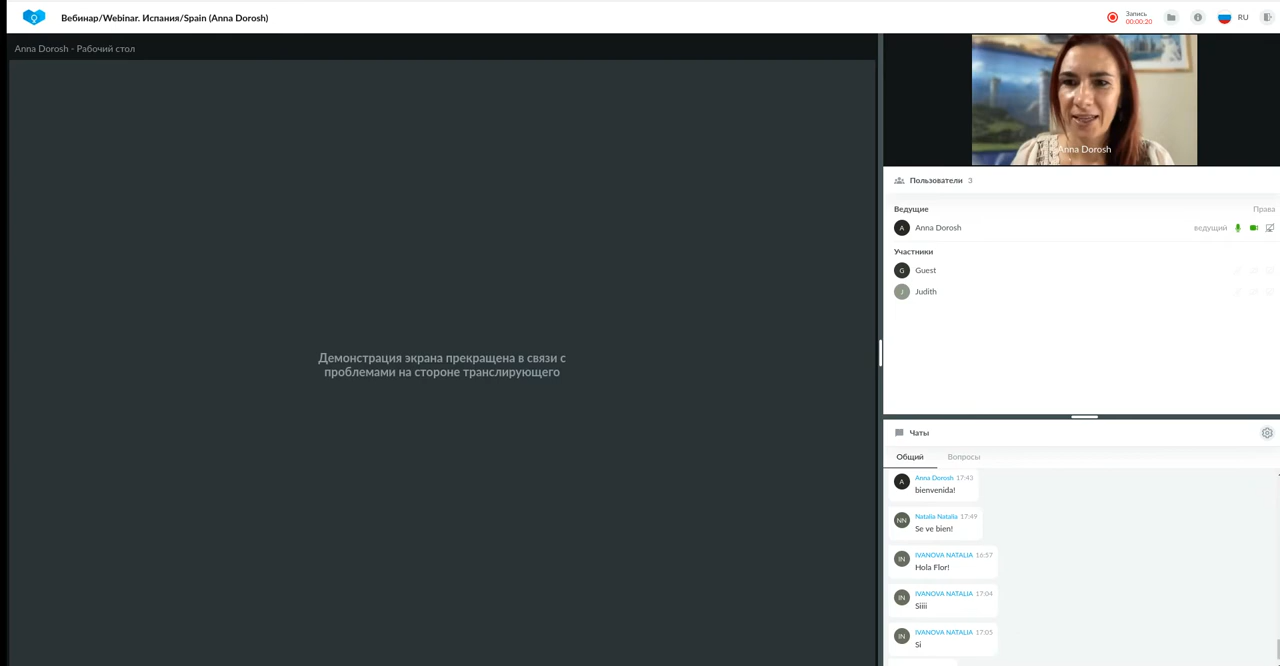 Вебинар/Webinar. Испания/Spain (Anna Dorosh)
Запись
00:00:20
RU
Anna Dorosh - Рабочий стол
Демонстрация экрана прекращена в связи с
проблемами на стороне транслирующего
Anna Dorosh
Пользователи 3
Ведущие Права
A Anna Dorosh ведущий
Участники
G Guest
J Judith
Чаты
Общий Вопросы
A Anna Dorosh 17:43
bienvenida!
NN Natalia Natalia 17:49
Se ve bien!
IN IVANOVA NATALIA 16:57
Hola Flor!
IN IVANOVA NATALIA 17:04
Siiii
IN IVANOVA NATALIA 17:05
Si